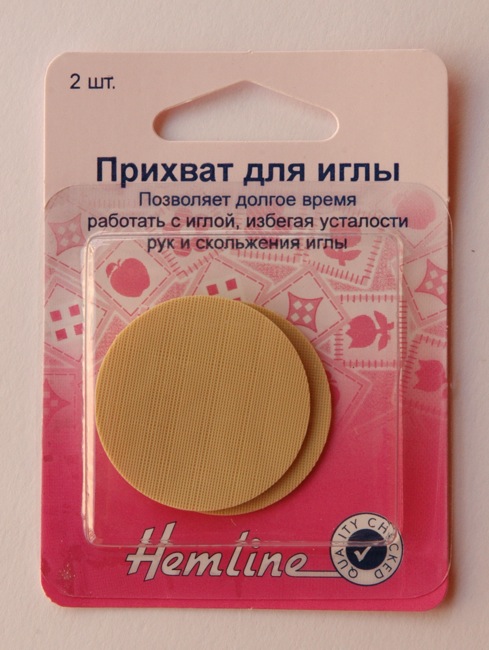 2 шт.
Прихват для иглы
Позволяет долгое время
работать с иглой, избегая усталости
рук и скольжения иглы
Hemline
QUALITY CHECKED